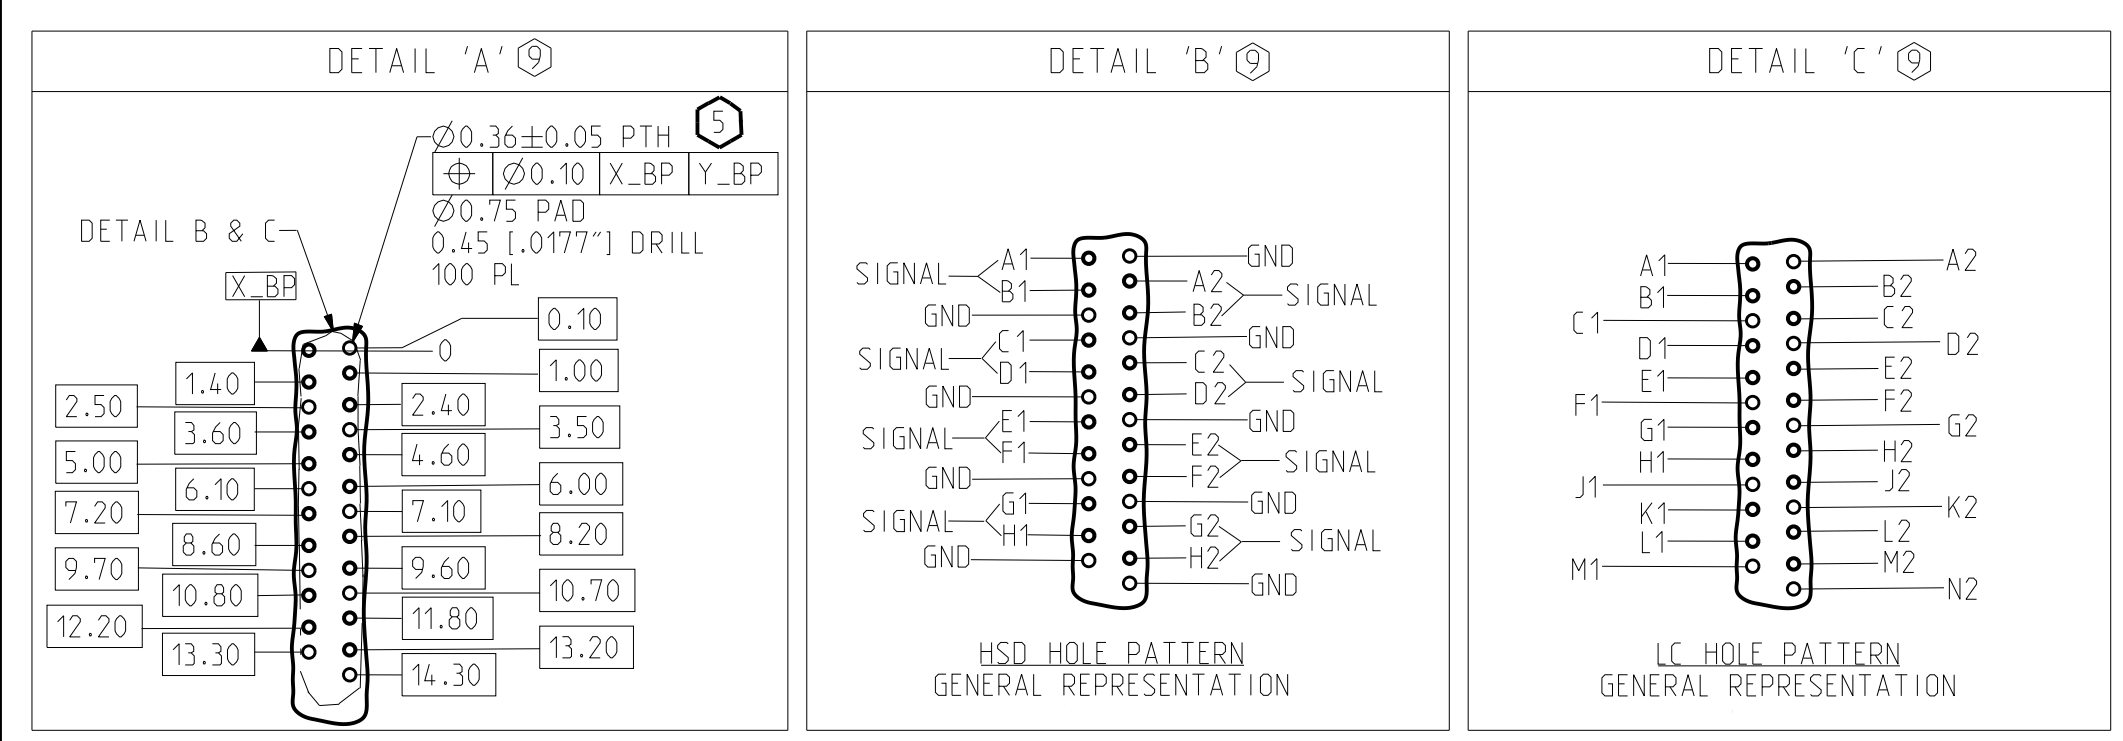 DETAIL 'A' 9
Ø0.36±0.05 PTH 5
⌖ Ø0.10 X_BP Y_BP
Ø0.75 PAD
0.45 [.0177"] DRILL
100 PL
DETAIL B & C
X_BP
0
1.40
2.50
3.60
5.00
6.10
7.20
8.60
9.70
10.80
12.20
13.30
0.10
1.00
2.40
3.50
4.60
6.00
7.10
8.20
9.60
10.70
11.80
13.20
14.30
DETAIL 'B' 9
SIGNAL
A1
B1
GND
SIGNAL
C1
D1
GND
SIGNAL
E1
F1
GND
SIGNAL
G1
H1
GND
GND
A2
B2
SIGNAL
GND
C2
D2
SIGNAL
GND
E2
F2
SIGNAL
GND
G2
H2
SIGNAL
GND
HSD HOLE PATTERN
GENERAL REPRESENTATION
DETAIL 'C' 9
A1
B1
C1
D1
E1
F1
G1
H1
J1
K1
L1
M1
A2
B2
C2
D2
E2
F2
G2
H2
J2
K2
L2
M2
N2
LC HOLE PATTERN
GENERAL REPRESENTATION